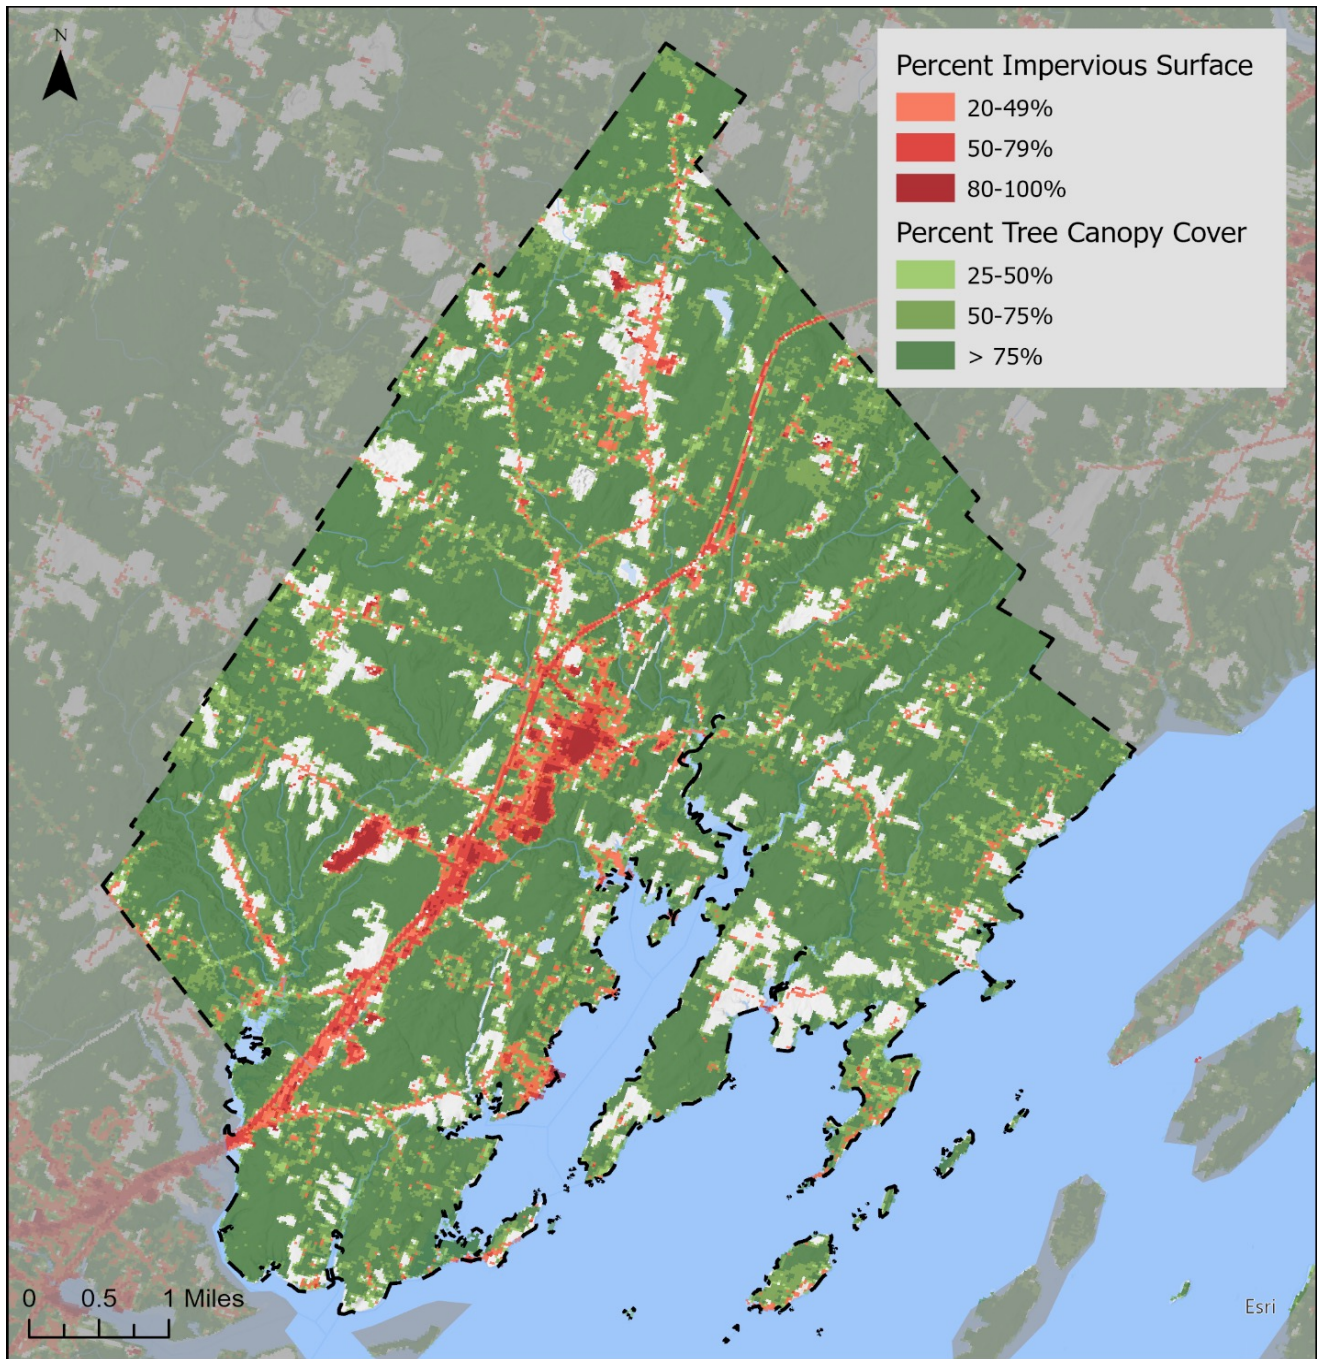 N
Percent Impervious Surface
20-49%
50-79%
80-100%
Percent Tree Canopy Cover
25-50%
50-75%
> 75%
0 0.5 1 Miles
Esri